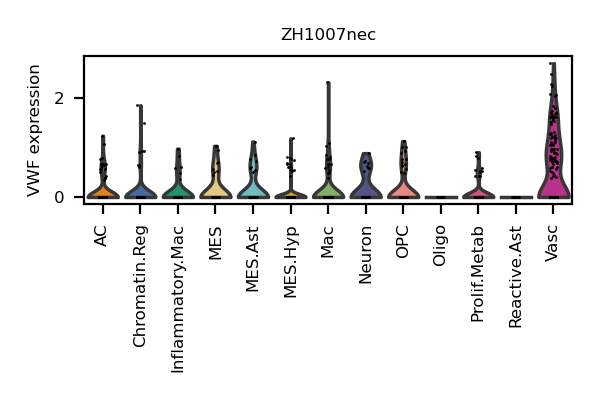 ZH1007nec
VWF expression
2
0
AC
Chromatin.Reg
Inflammatory.Mac
MES
MES.Ast
MES.Hyp
Mac
Neuron
OPC
Oligo
Prolif.Metab
Reactive.Ast
Vasc